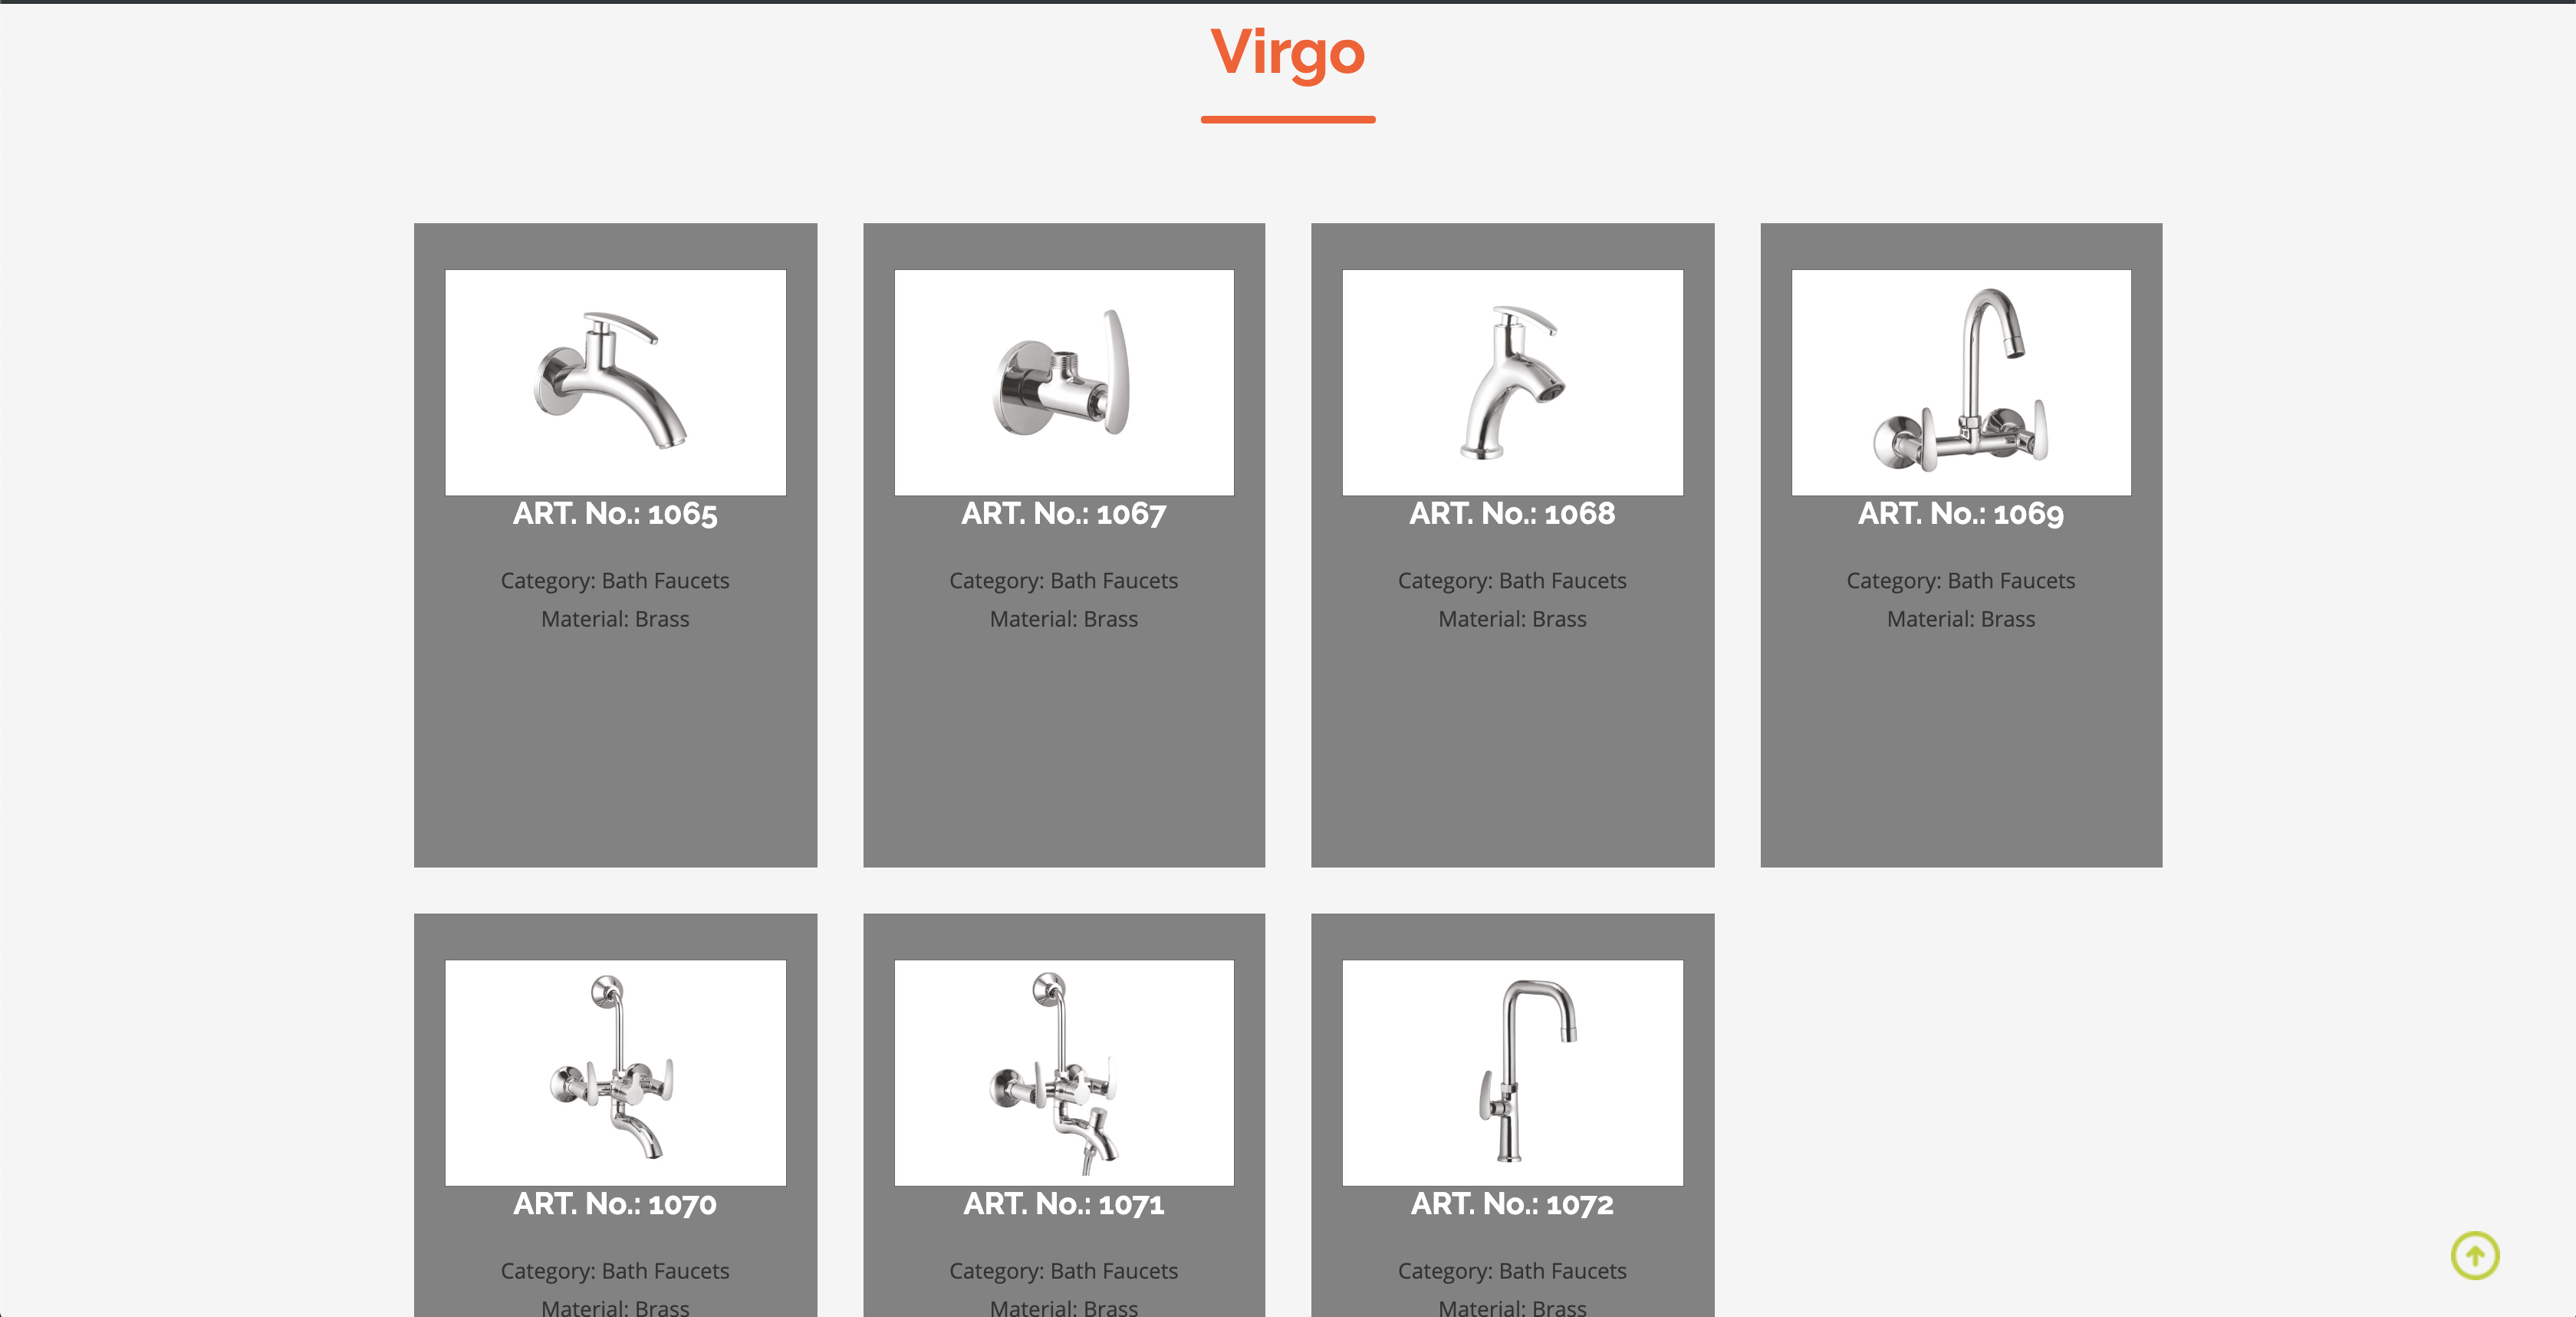 Virgo
ART. No.: 1065
Category: Bath Faucets
Material: Brass
ART. No.: 1067
Category: Bath Faucets
Material: Brass
ART. No.: 1068
Category: Bath Faucets
Material: Brass
ART. No.: 1069
Category: Bath Faucets
Material: Brass
ART. No.: 1070
Category: Bath Faucets
Material: Brass
ART. No.: 1071
Category: Bath Faucets
Material: Brass
ART. No.: 1072
Category: Bath Faucets
Material: Brass